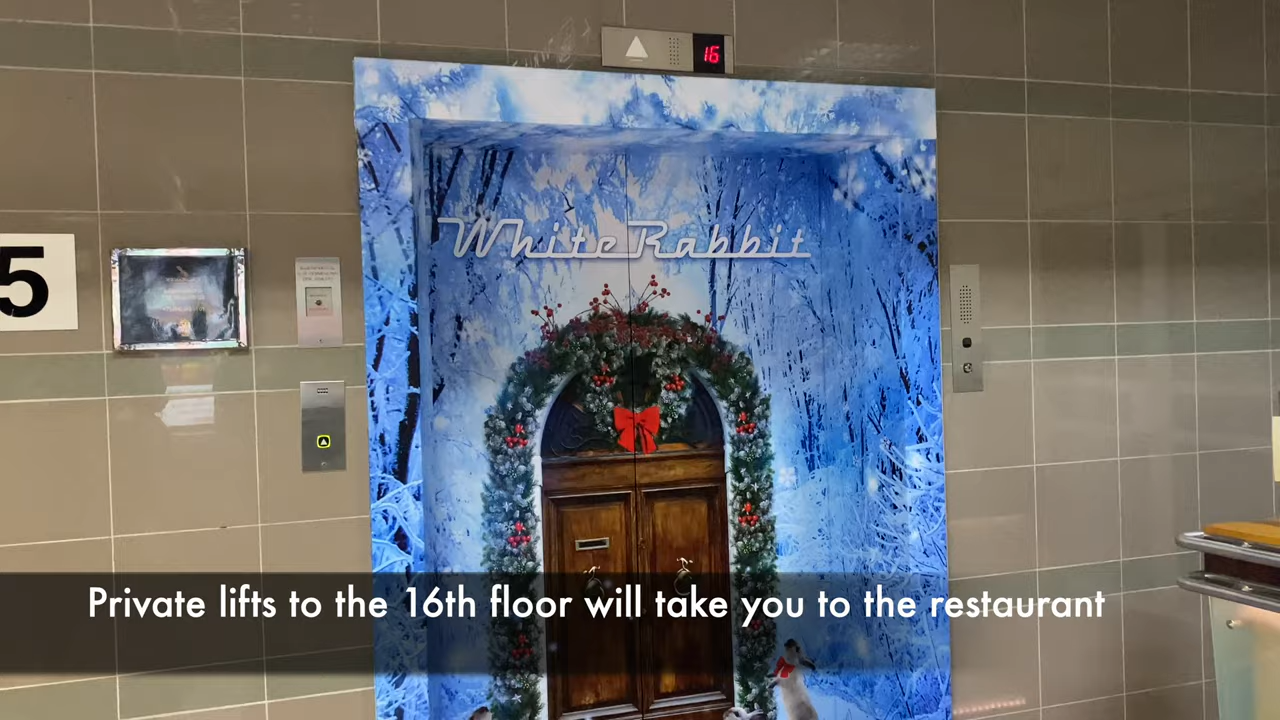 16
White Rabbit
5
Private lifts to the 16th floor will take you to the restaurant